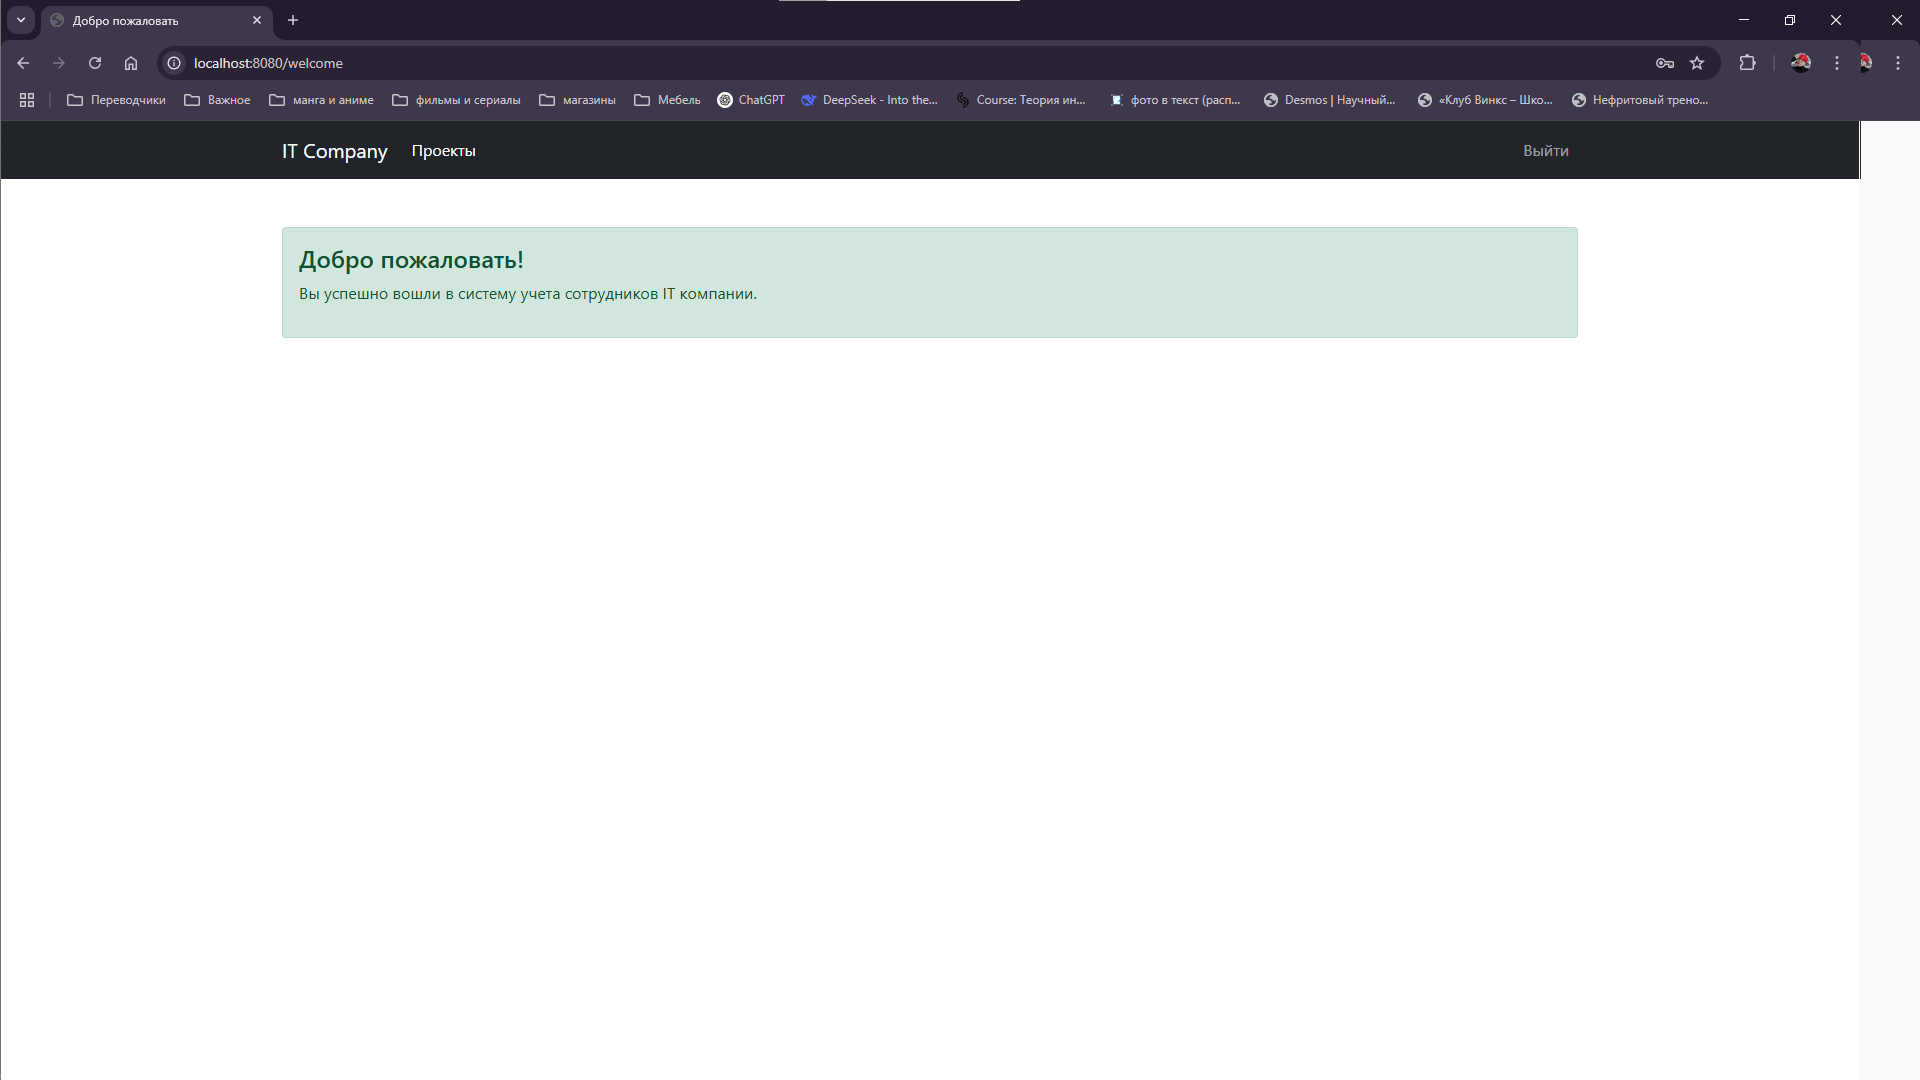 Добро пожаловать
localhost:8080/welcome
Переводчики Важное манга и аниме фильмы и сериалы магазины Мебель ChatGPT DeepSeek - Into the... Course: Теория ин... фото в текст (расп... Desmos | Научный... «Клуб Винкс – Шко... Нефритовый трено...
IT Company Проекты Выйти
Добро пожаловать!
Вы успешно вошли в систему учета сотрудников IT компании.